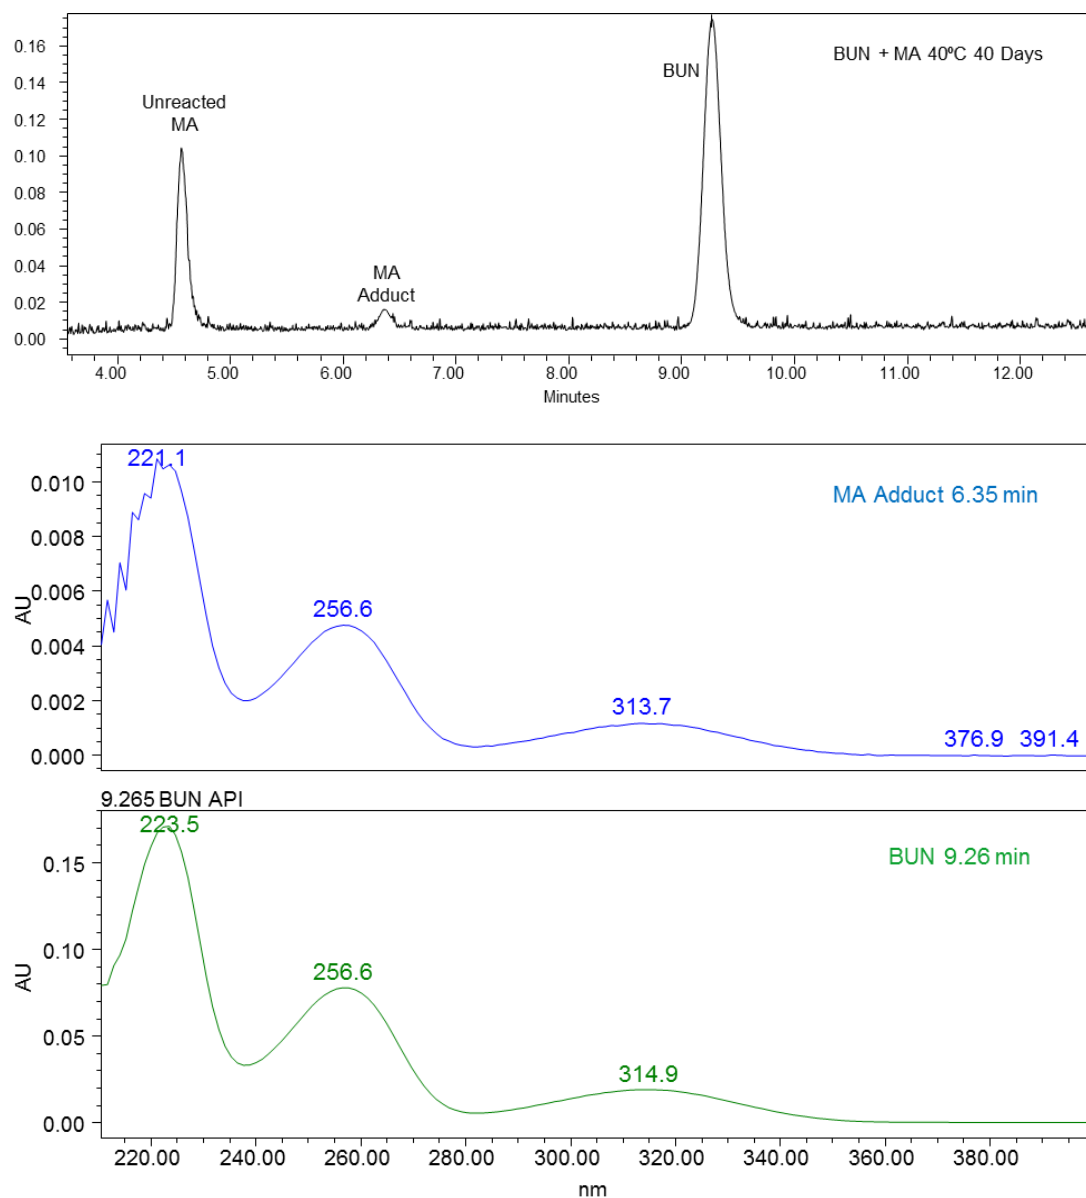 0.16
0.14
0.12
0.10
0.08
0.06
0.04
0.02
0.00
BUN + MA 40ºC 40 Days
BUN
Unreacted
MA
MA
Adduct
4.00 5.00 6.00 7.00 8.00 9.00 10.00 11.00 12.00
Minutes
221.1
MA Adduct 6.35 min
0.010
0.008
0.006
0.004
0.002
0.000
AU
256.6
313.7
376.9 391.4
9.265 BUN API
223.5
BUN 9.26 min
0.15
0.10
0.05
0.00
AU
256.6
314.9
220.00 240.00 260.00 280.00 300.00 320.00 340.00 360.00 380.00
nm